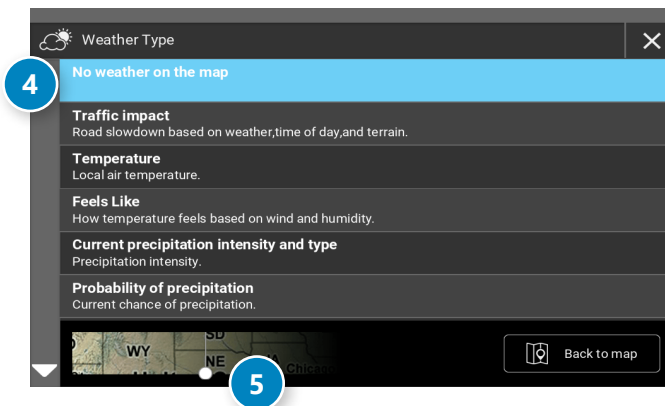 Weather Type
4
No weather on the map
Traffic impact
Road slowdown based on weather,time of day,and terrain.
Temperature
Local air temperature.
Feels Like
How temperature feels based on wind and humidity.
Current precipitation intensity and type
Precipitation intensity.
Probability of precipitation
Current chance of precipitation.
SD
WY
NE
IA
Chicago
Back to map
5